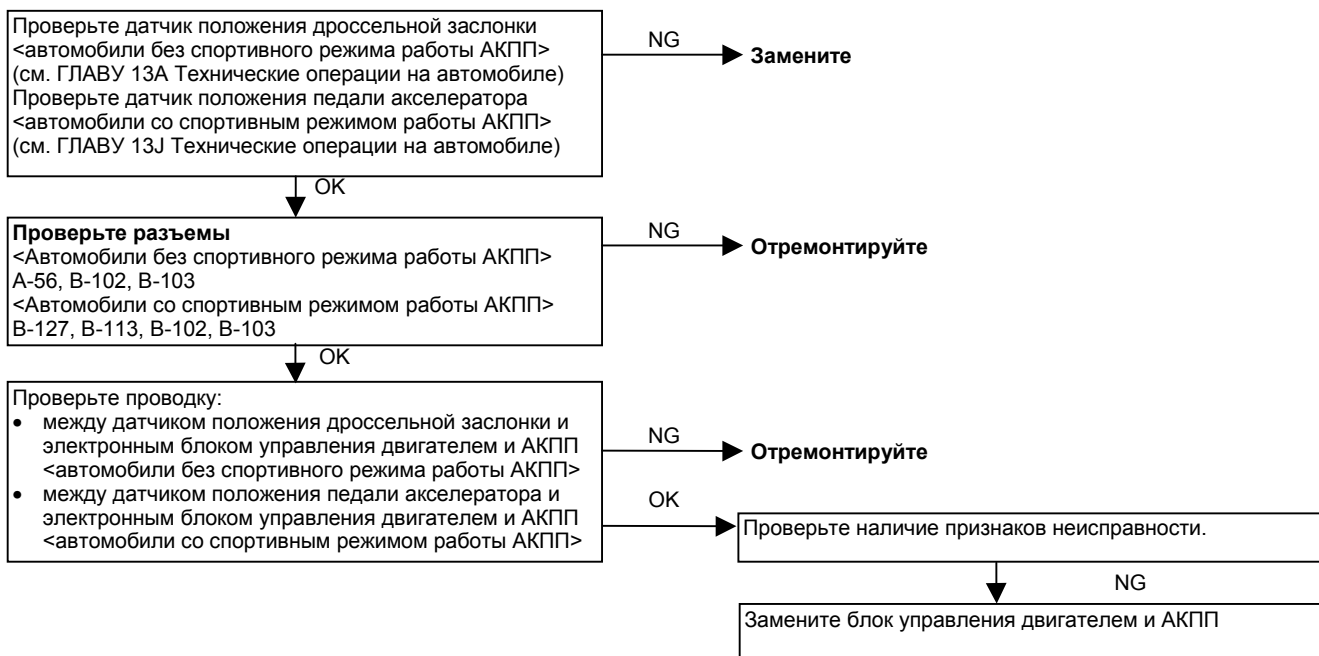 Проверьте датчик положения дроссельной заслонки
<автомобили без спортивного режима работы АКПП>
(см. ГЛАВУ 13A Технические операции на автомобиле)
Проверьте датчик положения педали акселератора
<автомобили со спортивным режимом работы АКПП>
(см. ГЛАВУ 13J Технические операции на автомобиле)
NG
Замените
OK
Проверьте разъемы
<Автомобили без спортивного режима работы АКПП>
A-56, B-102, B-103
<Автомобили со спортивным режимом работы АКПП>
B-127, B-113, B-102, B-103
NG
Отремонтируйте
OK
Проверьте проводку:
• между датчиком положения дроссельной заслонки и
электронным блоком управления двигателем и АКПП
<автомобили без спортивного режима работы АКПП>
• между датчиком положения педали акселератора и
электронным блоком управления двигателем и АКПП
<автомобили со спортивным режимом работы АКПП>
NG
Отремонтируйте
OK
Проверьте наличие признаков неисправности.
NG
Замените блок управления двигателем и АКПП